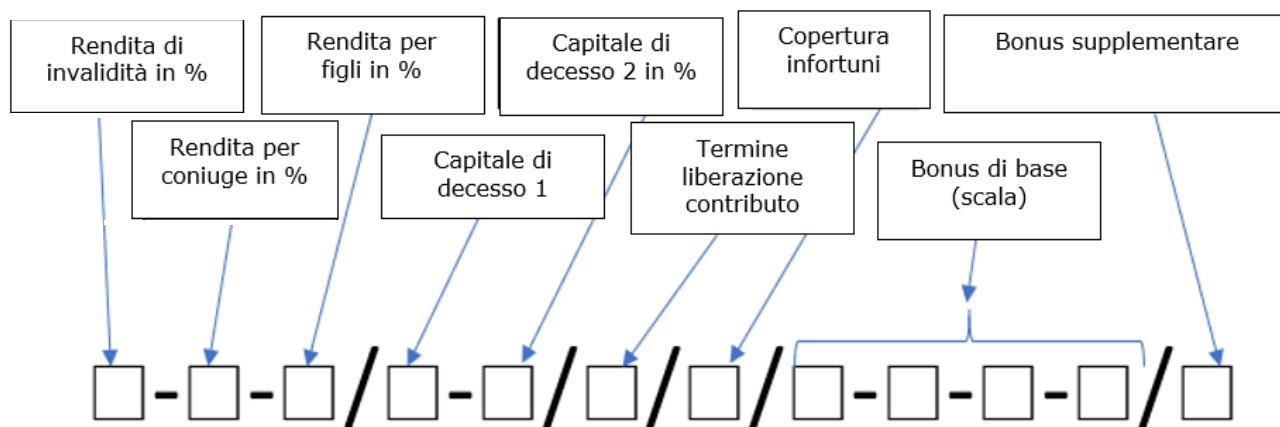 Rendita di
invalidità in %
Rendita per
figli in %
Capitale di
decesso 2 in %
Copertura
infortuni
Bonus supplementare
Rendita per
coniuge in %
Capitale di
decesso 1
Termine
liberazione
contributo
Bonus di base
(scala)
- - / - / / / - - - /